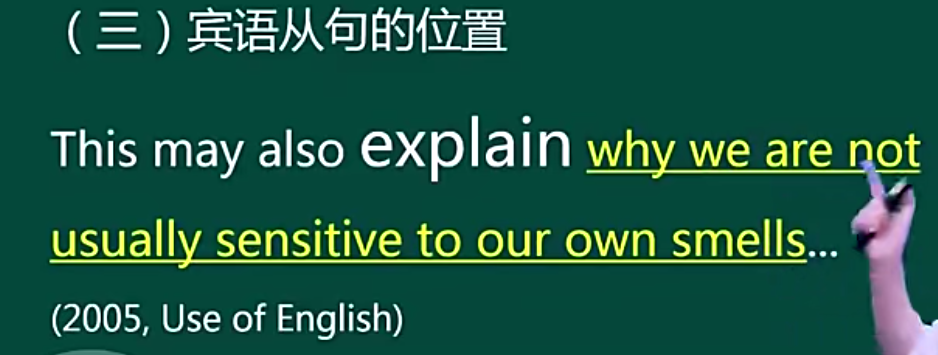 （三）宾语从句的位置
This may also explain why we are not
usually sensitive to our own smells...
(2005, Use of English)